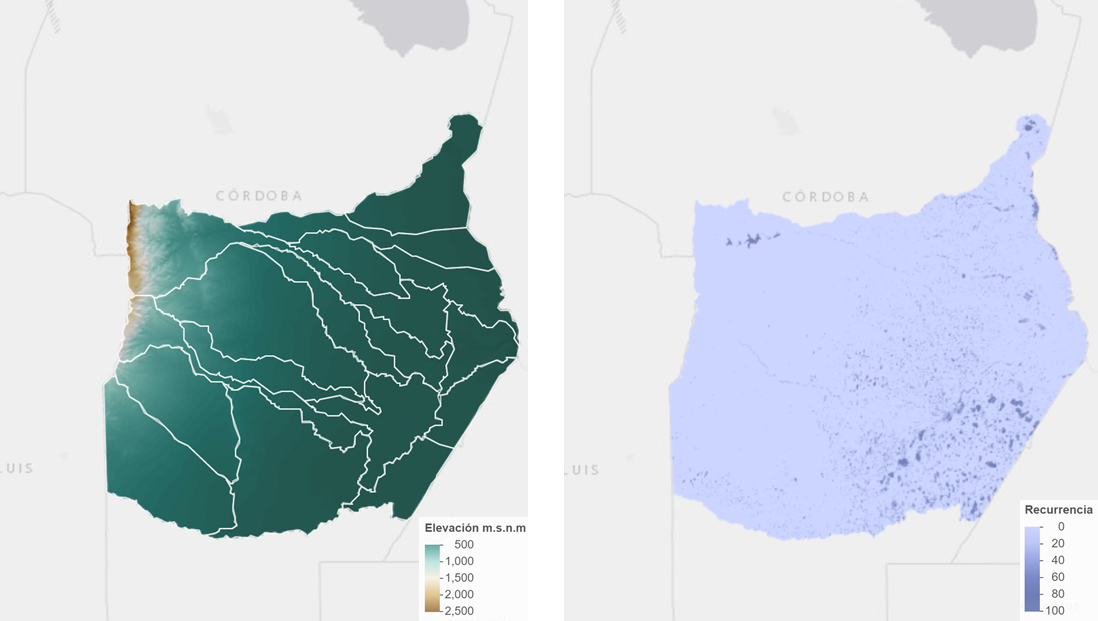 CÓRDOBA
LUIS
Elevación m.s.n.m
500
1,000
1,500
2,000
2,500
CÓRDOBA
LUIS
Recurrencia
0
20
40
60
80
100